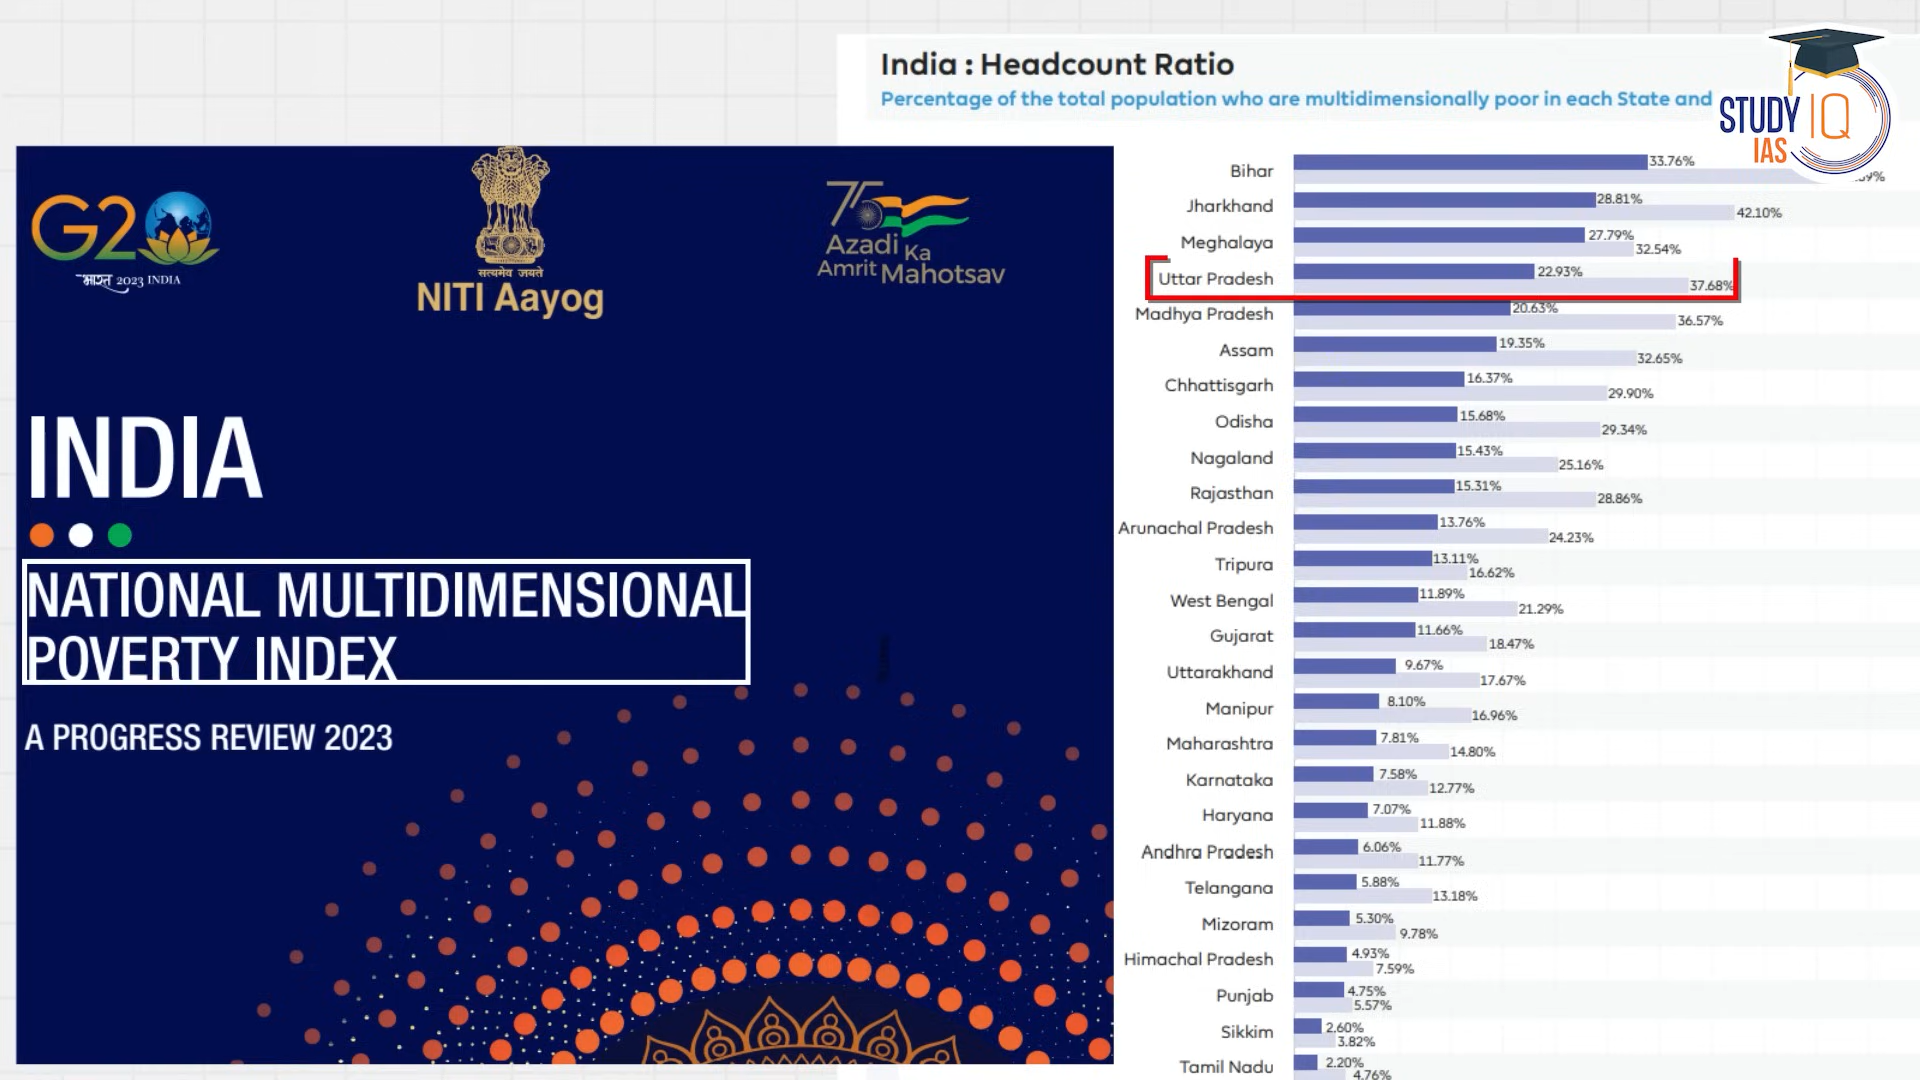 India : Headcount Ratio
Percentage of the total population who are multidimensionally poor in each State and
STUDY IQ
IAS
G20
भारत 2023 INDIA
सत्यमेव जयते
NITI Aayog
75
Azadi Ka
Amrit Mahotsav
INDIA
NATIONAL MULTIDIMENSIONAL
POVERTY INDEX
A PROGRESS REVIEW 2023
Bihar 33.76%
Jharkhand 28.81% 42.10%
Meghalaya 27.79% 32.54%
Uttar Pradesh 22.93% 37.68%
Madhya Pradesh 20.63% 36.57%
Assam 19.35% 32.65%
Chhattisgarh 16.37% 29.90%
Odisha 15.68% 29.34%
Nagaland 15.43% 25.16%
Rajasthan 15.31% 28.86%
Arunachal Pradesh 13.76% 24.23%
Tripura 13.11% 16.62%
West Bengal 11.89% 21.29%
Gujarat 11.66% 18.47%
Uttarakhand 9.67% 17.67%
Manipur 8.10% 16.96%
Maharashtra 7.81% 14.80%
Karnataka 7.58% 12.77%
Haryana 7.07% 11.88%
Andhra Pradesh 6.06% 11.77%
Telangana 5.88% 13.18%
Mizoram 5.30% 9.78%
Himachal Pradesh 4.93% 7.59%
Punjab 4.75% 5.57%
Sikkim 2.60% 3.82%
Tamil Nadu 2.20% 4.76%